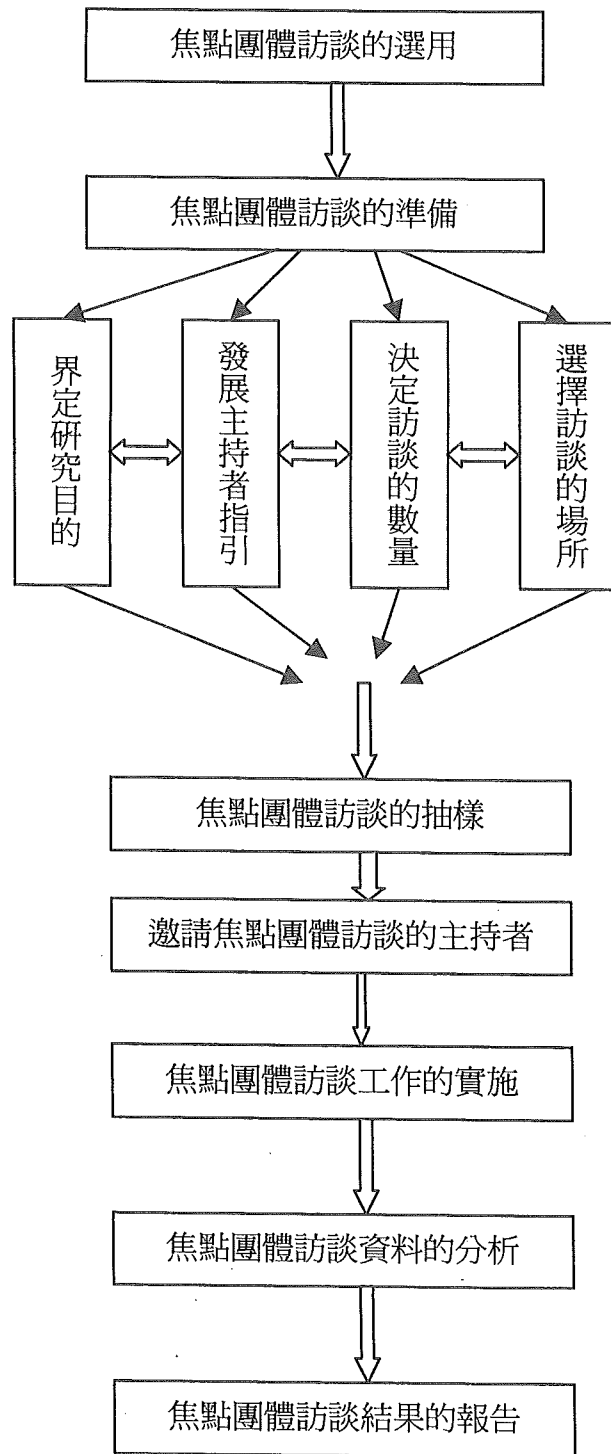 焦點團體訪談的選用
焦點團體訪談的準備
界定研究目的
發展主持者指引
決定訪談的數量
選擇訪談的場所
焦點團體訪談的抽樣
邀請焦點團體訪談的主持者
焦點團體訪談工作的實施
焦點團體訪談資料的分析
焦點團體訪談結果的報告